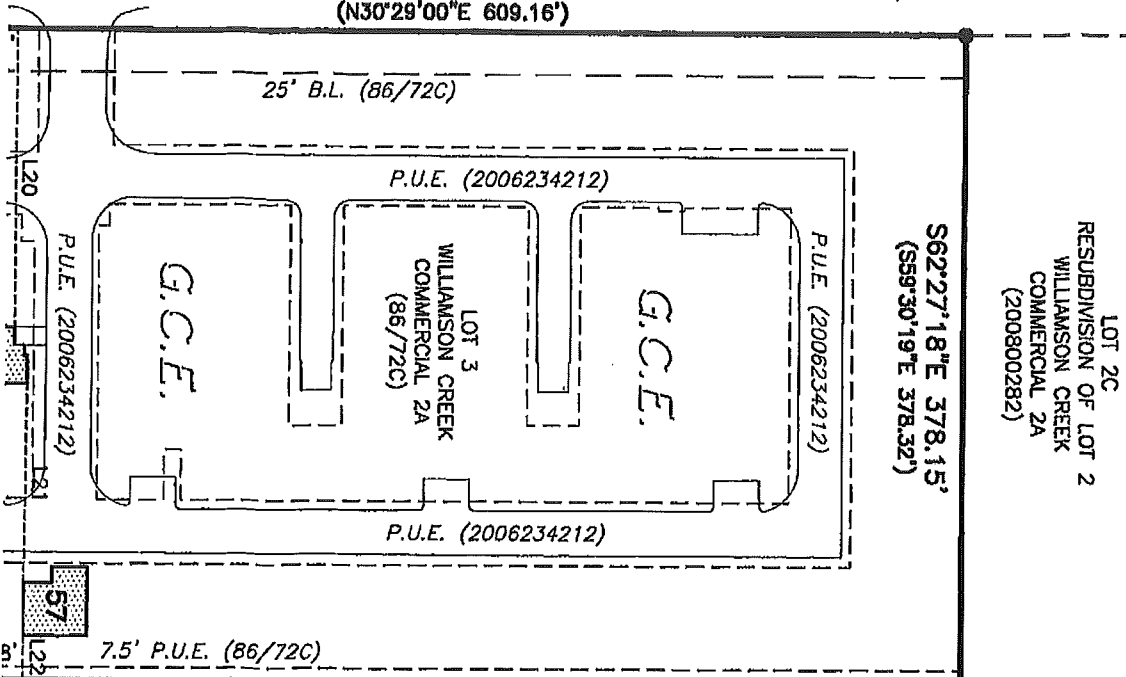 (N30°29'00"E 609.16')
25' B.L. (86/72C)
P.U.E. (2006234212)
L20
P.U.E. (2006234212)
G.C.E.
LOT 3
WILLIAMSON CREEK
COMMERCIAL 2A
(86/72C)
G.C.E.
P.U.E. (2006234212)
S62°27'18"E 378.15'
(S59°30'19"E 378.32')
LOT 2C
RESUBDIVISION OF LOT 2
WILLIAMSON CREEK
COMMERCIAL 2A
(200800282)
P.U.E. (2006234212)
57
7.5' P.U.E. (86/72C)
L22